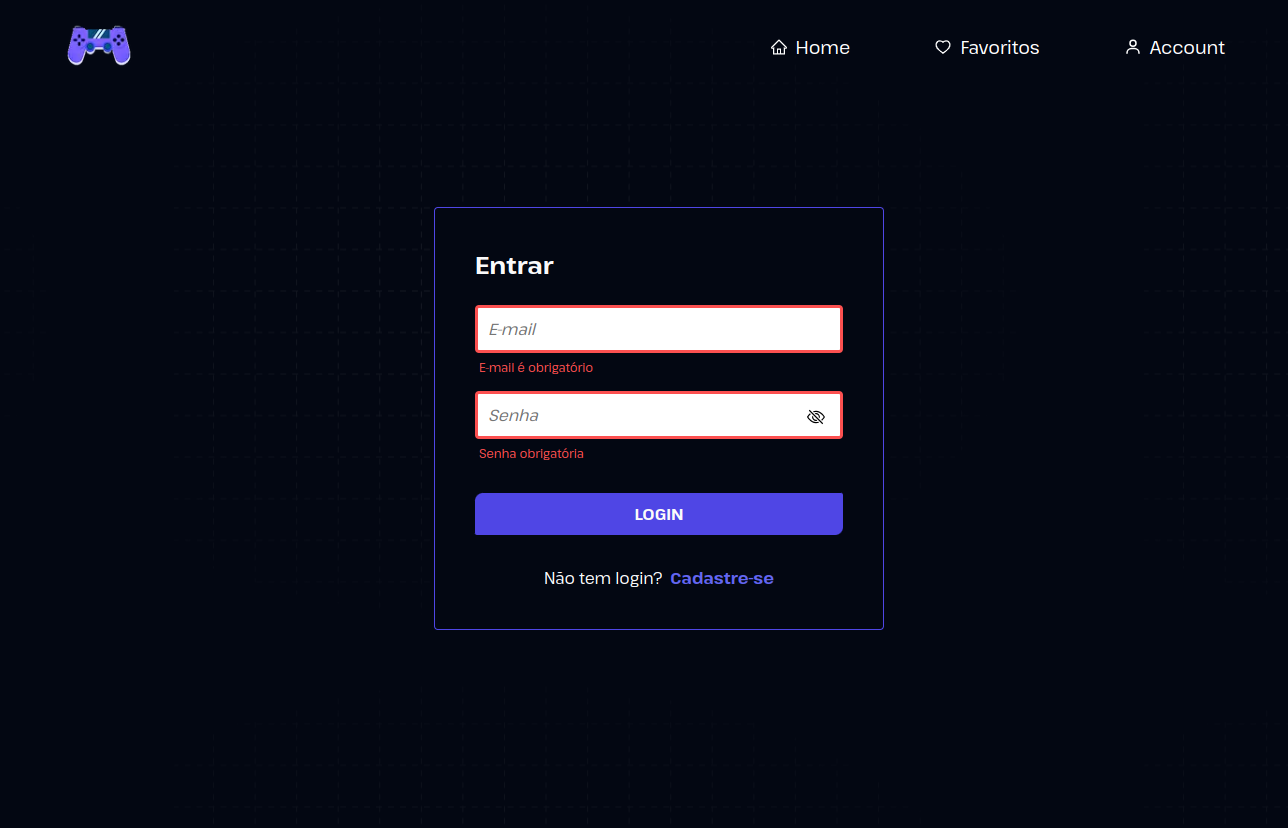 Home Favoritos Account
Entrar
E-mail
E-mail é obrigatório
Senha
Senha obrigatória
LOGIN
Não tem login? Cadastre-se